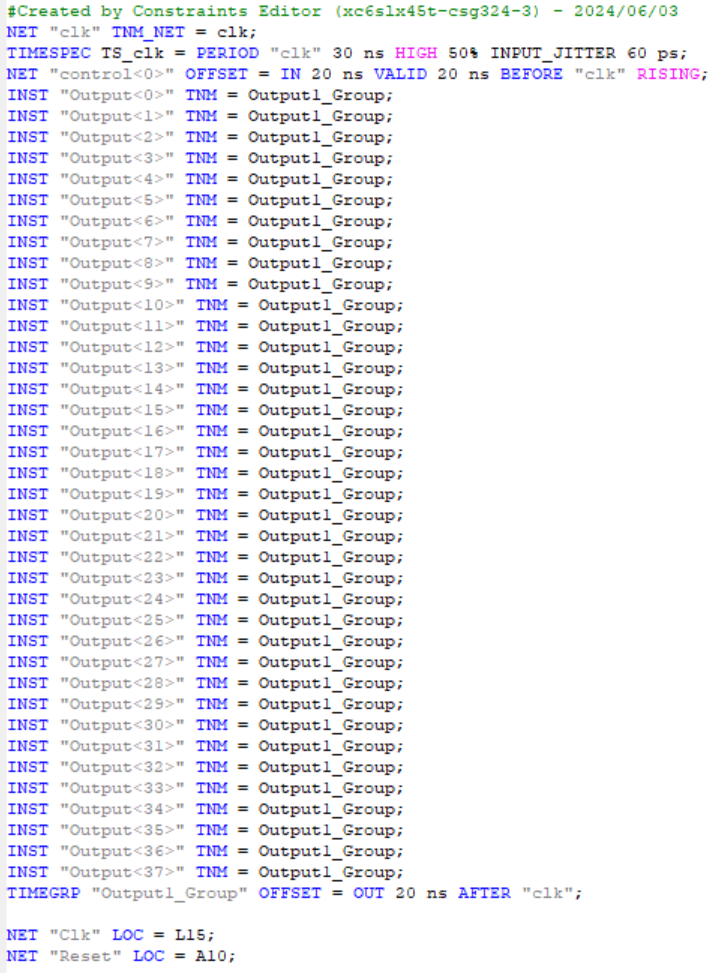 #Created by Constraints Editor (xc6slx45t-csg324-3) - 2024/06/03
NET "clk" TNM_NET = clk;
TIMESPEC TS_clk = PERIOD "clk" 30 ns HIGH 50% INPUT_JITTER 60 ps;
NET "control<0>" OFFSET = IN 20 ns VALID 20 ns BEFORE "clk" RISING;
INST "Output<0>" TNM = Output1_Group;
INST "Output<1>" TNM = Output1_Group;
INST "Output<2>" TNM = Output1_Group;
INST "Output<3>" TNM = Output1_Group;
INST "Output<4>" TNM = Output1_Group;
INST "Output<5>" TNM = Output1_Group;
INST "Output<6>" TNM = Output1_Group;
INST "Output<7>" TNM = Output1_Group;
INST "Output<8>" TNM = Output1_Group;
INST "Output<9>" TNM = Output1_Group;
INST "Output<10>" TNM = Output1_Group;
INST "Output<11>" TNM = Output1_Group;
INST "Output<12>" TNM = Output1_Group;
INST "Output<13>" TNM = Output1_Group;
INST "Output<14>" TNM = Output1_Group;
INST "Output<15>" TNM = Output1_Group;
INST "Output<16>" TNM = Output1_Group;
INST "Output<17>" TNM = Output1_Group;
INST "Output<18>" TNM = Output1_Group;
INST "Output<19>" TNM = Output1_Group;
INST "Output<20>" TNM = Output1_Group;
INST "Output<21>" TNM = Output1_Group;
INST "Output<22>" TNM = Output1_Group;
INST "Output<23>" TNM = Output1_Group;
INST "Output<24>" TNM = Output1_Group;
INST "Output<25>" TNM = Output1_Group;
INST "Output<26>" TNM = Output1_Group;
INST "Output<27>" TNM = Output1_Group;
INST "Output<28>" TNM = Output1_Group;
INST "Output<29>" TNM = Output1_Group;
INST "Output<30>" TNM = Output1_Group;
INST "Output<31>" TNM = Output1_Group;
INST "Output<32>" TNM = Output1_Group;
INST "Output<33>" TNM = Output1_Group;
INST "Output<34>" TNM = Output1_Group;
INST "Output<35>" TNM = Output1_Group;
INST "Output<36>" TNM = Output1_Group;
INST "Output<37>" TNM = Output1_Group;
TIMEGRP "Output1_Group" OFFSET = OUT 20 ns AFTER "clk";
NET "Clk" LOC = L15;
NET "Reset" LOC = A10;